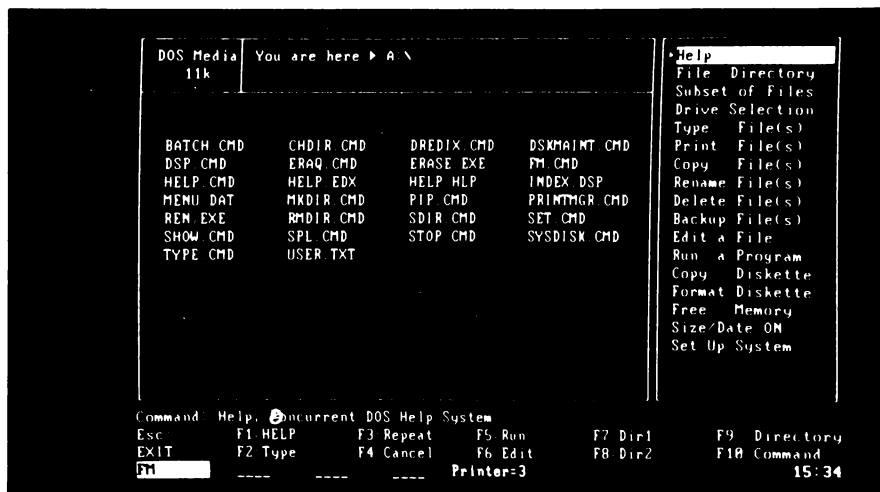 DOS Media
11k
You are here ▶ A:\
BATCH.CMD CHDIR.CMD DREDIX.CMD DSKMAINT.CMD
DSP.CMD ERAQ.CMD ERASE.EXE FM.CMD
HELP.CMD HELP.EDX HELP.HLP INDEX.DSP
MENU.DAT MKDIR.CMD PIP.CMD PRINTMGR.CMD
REN.EXE RMDIR.CMD SDIR.CMD SET.CMD
SHOW.CMD SPL.CMD STOP.CMD SYSDISK.CMD
TYPE.CMD USER.TXT
▸Help
File Directory
Subset of Files
Drive Selection
Type File(s)
Print File(s)
Copy File(s)
Rename File(s)
Delete File(s)
Backup File(s)
Edit a File
Run a Program
Copy Diskette
Format Diskette
Free Memory
Size/Date ON
Set Up System
Command: Help, Concurrent DOS Help System
Esc: F1-HELP F3-Repeat F5-Run F7-Dir1 F9- Directory
EXIT F2-Type F4-Cancel F6-Edit F8-Dir2 F10-Command
FM ---- ---- ---- Printer=3 15:34